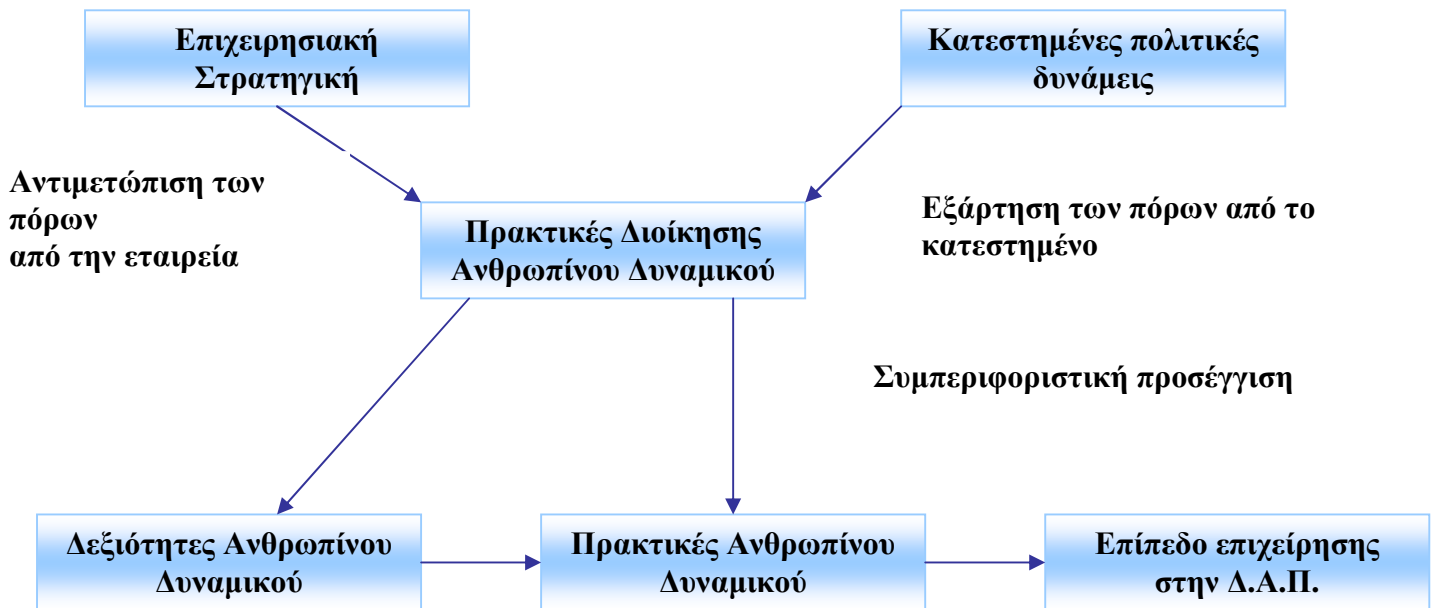 Επιχειρησιακή
Στρατηγική
Κατεστημένες πολιτικές
δυνάμεις
Αντιμετώπιση των
πόρων
από την εταιρεία
Πρακτικές Διοίκησης
Ανθρωπίνου Δυναμικού
Εξάρτηση των πόρων από το
κατεστημένο
Συμπεριφοριστική προσέγγιση
Δεξιότητες Ανθρωπίνου
Δυναμικού
Πρακτικές Ανθρωπίνου
Δυναμικού
Επίπεδο επιχείρησης
στην Δ.Α.Π.